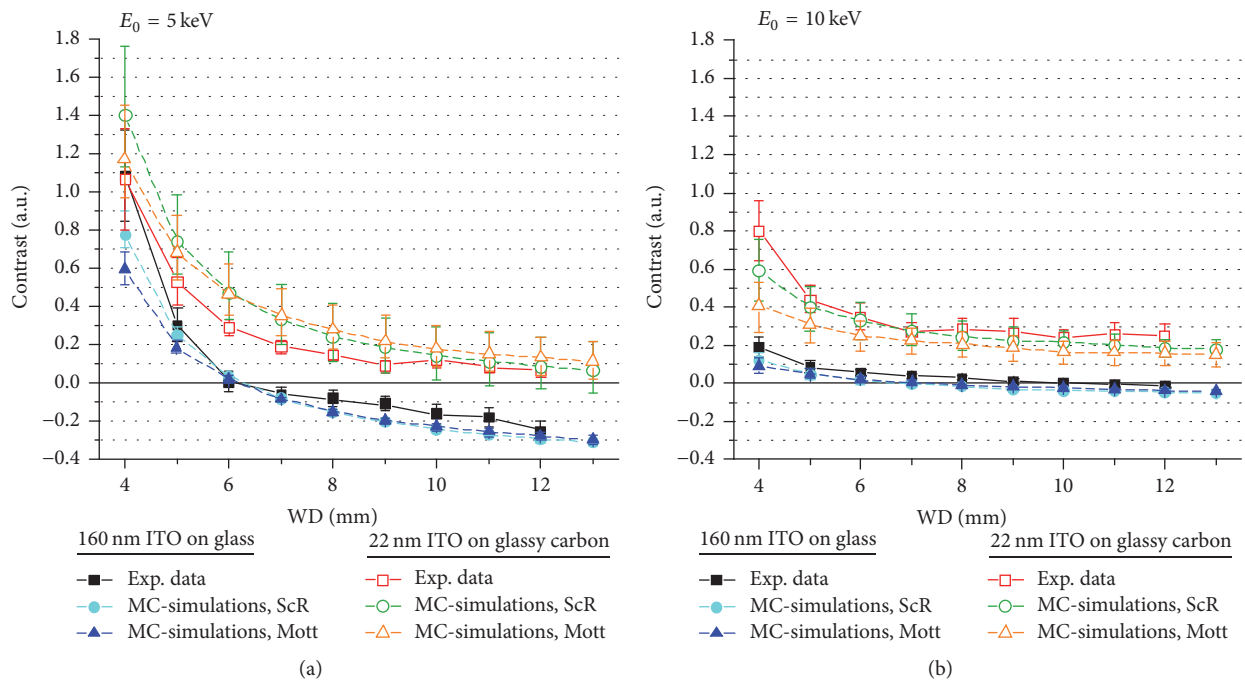 E₀ = 5 keV
1.8
1.6
1.4
1.2
1.0
0.8
0.6
0.4
0.2
0.0
−0.2
−0.4
Contrast (a.u.)
4 6 8 10 12
WD (mm)
160 nm ITO on glass
Exp. data
MC-simulations, ScR
MC-simulations, Mott
22 nm ITO on glassy carbon
Exp. data
MC-simulations, ScR
MC-simulations, Mott
(a)
E₀ = 10 keV
1.8
1.6
1.4
1.2
1.0
0.8
0.6
0.4
0.2
0.0
−0.2
−0.4
Contrast (a.u.)
4 6 8 10 12
WD (mm)
160 nm ITO on glass
Exp. data
MC-simulations, ScR
MC-simulations, Mott
22 nm ITO on glassy carbon
Exp. data
MC-simulations, ScR
MC-simulations, Mott
(b)